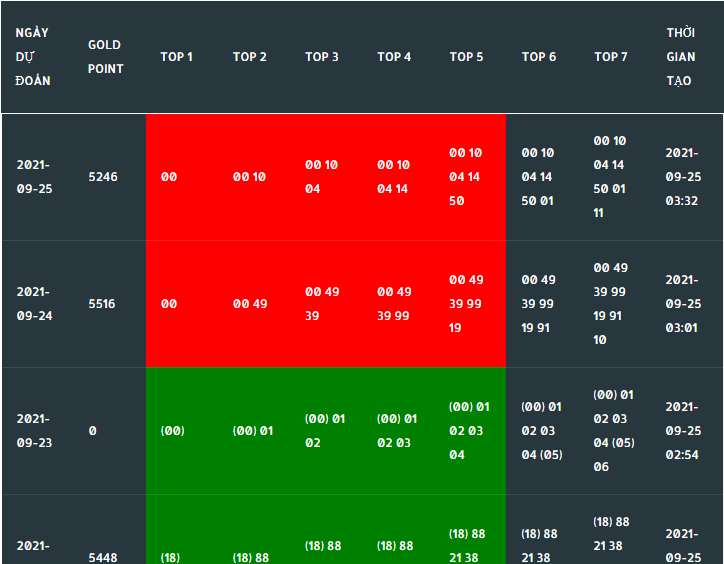 NGÀY DỰ ĐOÁN GOLD POINT TOP 1 TOP 2 TOP 3 TOP 4 TOP 5 TOP 6 TOP 7 THỜI GIAN TẠO
2021-09-25 5246 00 00 10 00 10 04 00 10 04 14 00 10 04 14 50 00 10 04 14 50 01 00 10 04 14 50 01 11 2021-09-25 03:32
2021-09-24 5516 00 00 49 00 49 39 00 49 39 99 00 49 39 99 19 00 49 39 99 19 91 00 49 39 99 19 91 10 2021-09-25 03:01
2021-09-23 0 (00) (00) 01 (00) 01 02 (00) 01 02 03 (00) 01 02 03 04 (00) 01 02 03 04 (05) (00) 01 02 03 04 (05) 06 2021-09-25 02:54
2021- 5448 (18) (18) 88 (18) 88 (18) 88 (18) 88 21 38 (18) 88 21 38 (18) 88 21 38 2021-09-25